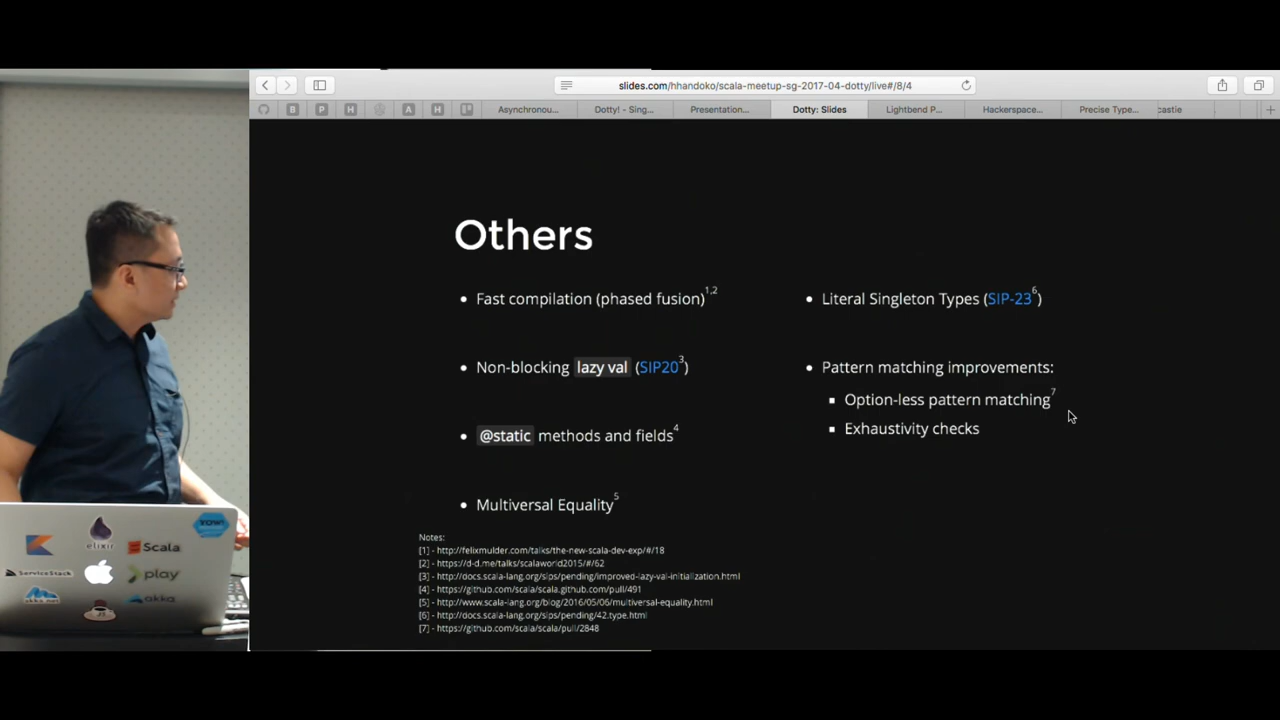 slides.com/hhandoko/scala-meetup-sg-2017-04-dotty/live#/8/4
B P H A H Asynchronou... Dotty! - Sing... Presentation... Dotty: Slides Lightbend P... Hackerspace... Precise Type... castie
Others
Fast compilation (phased fusion)1,2
Non-blocking lazy val (SIP203)
@static methods and fields4
Multiversal Equality5
Literal Singleton Types (SIP-236)
Pattern matching improvements:
Option-less pattern matching7
Exhaustivity checks
Notes:
[1] - http://felixmulder.com/talks/the-new-scala-dev-exp/#/18
[2] - https://d-d.me/talks/scalaworld2015/#/62
[3] - http://docs.scala-lang.org/sips/pending/improved-lazy-val-initialization.html
[4] - https://github.com/scala/scala.github.com/pull/491
[5] - http://www.scala-lang.org/blog/2016/05/06/multiversal-equality.html
[6] - http://docs.scala-lang.org/sips/pending/42.type.html
[7] - https://github.com/scala/scala/pull/2848
YOW!
elixir
Scala
ServiceStack
play
akka.net
JS
akka